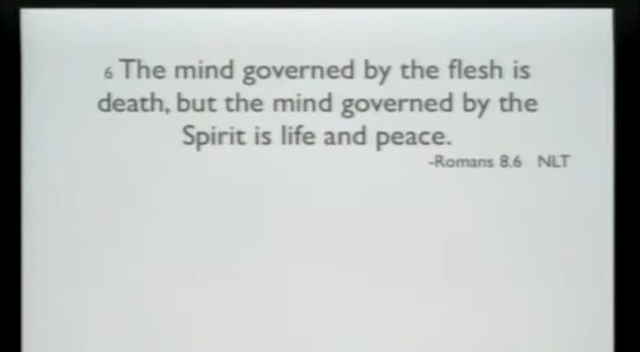 6 The mind governed by the flesh is
death, but the mind governed by the
Spirit is life and peace.
-Romans 8.6 NLT